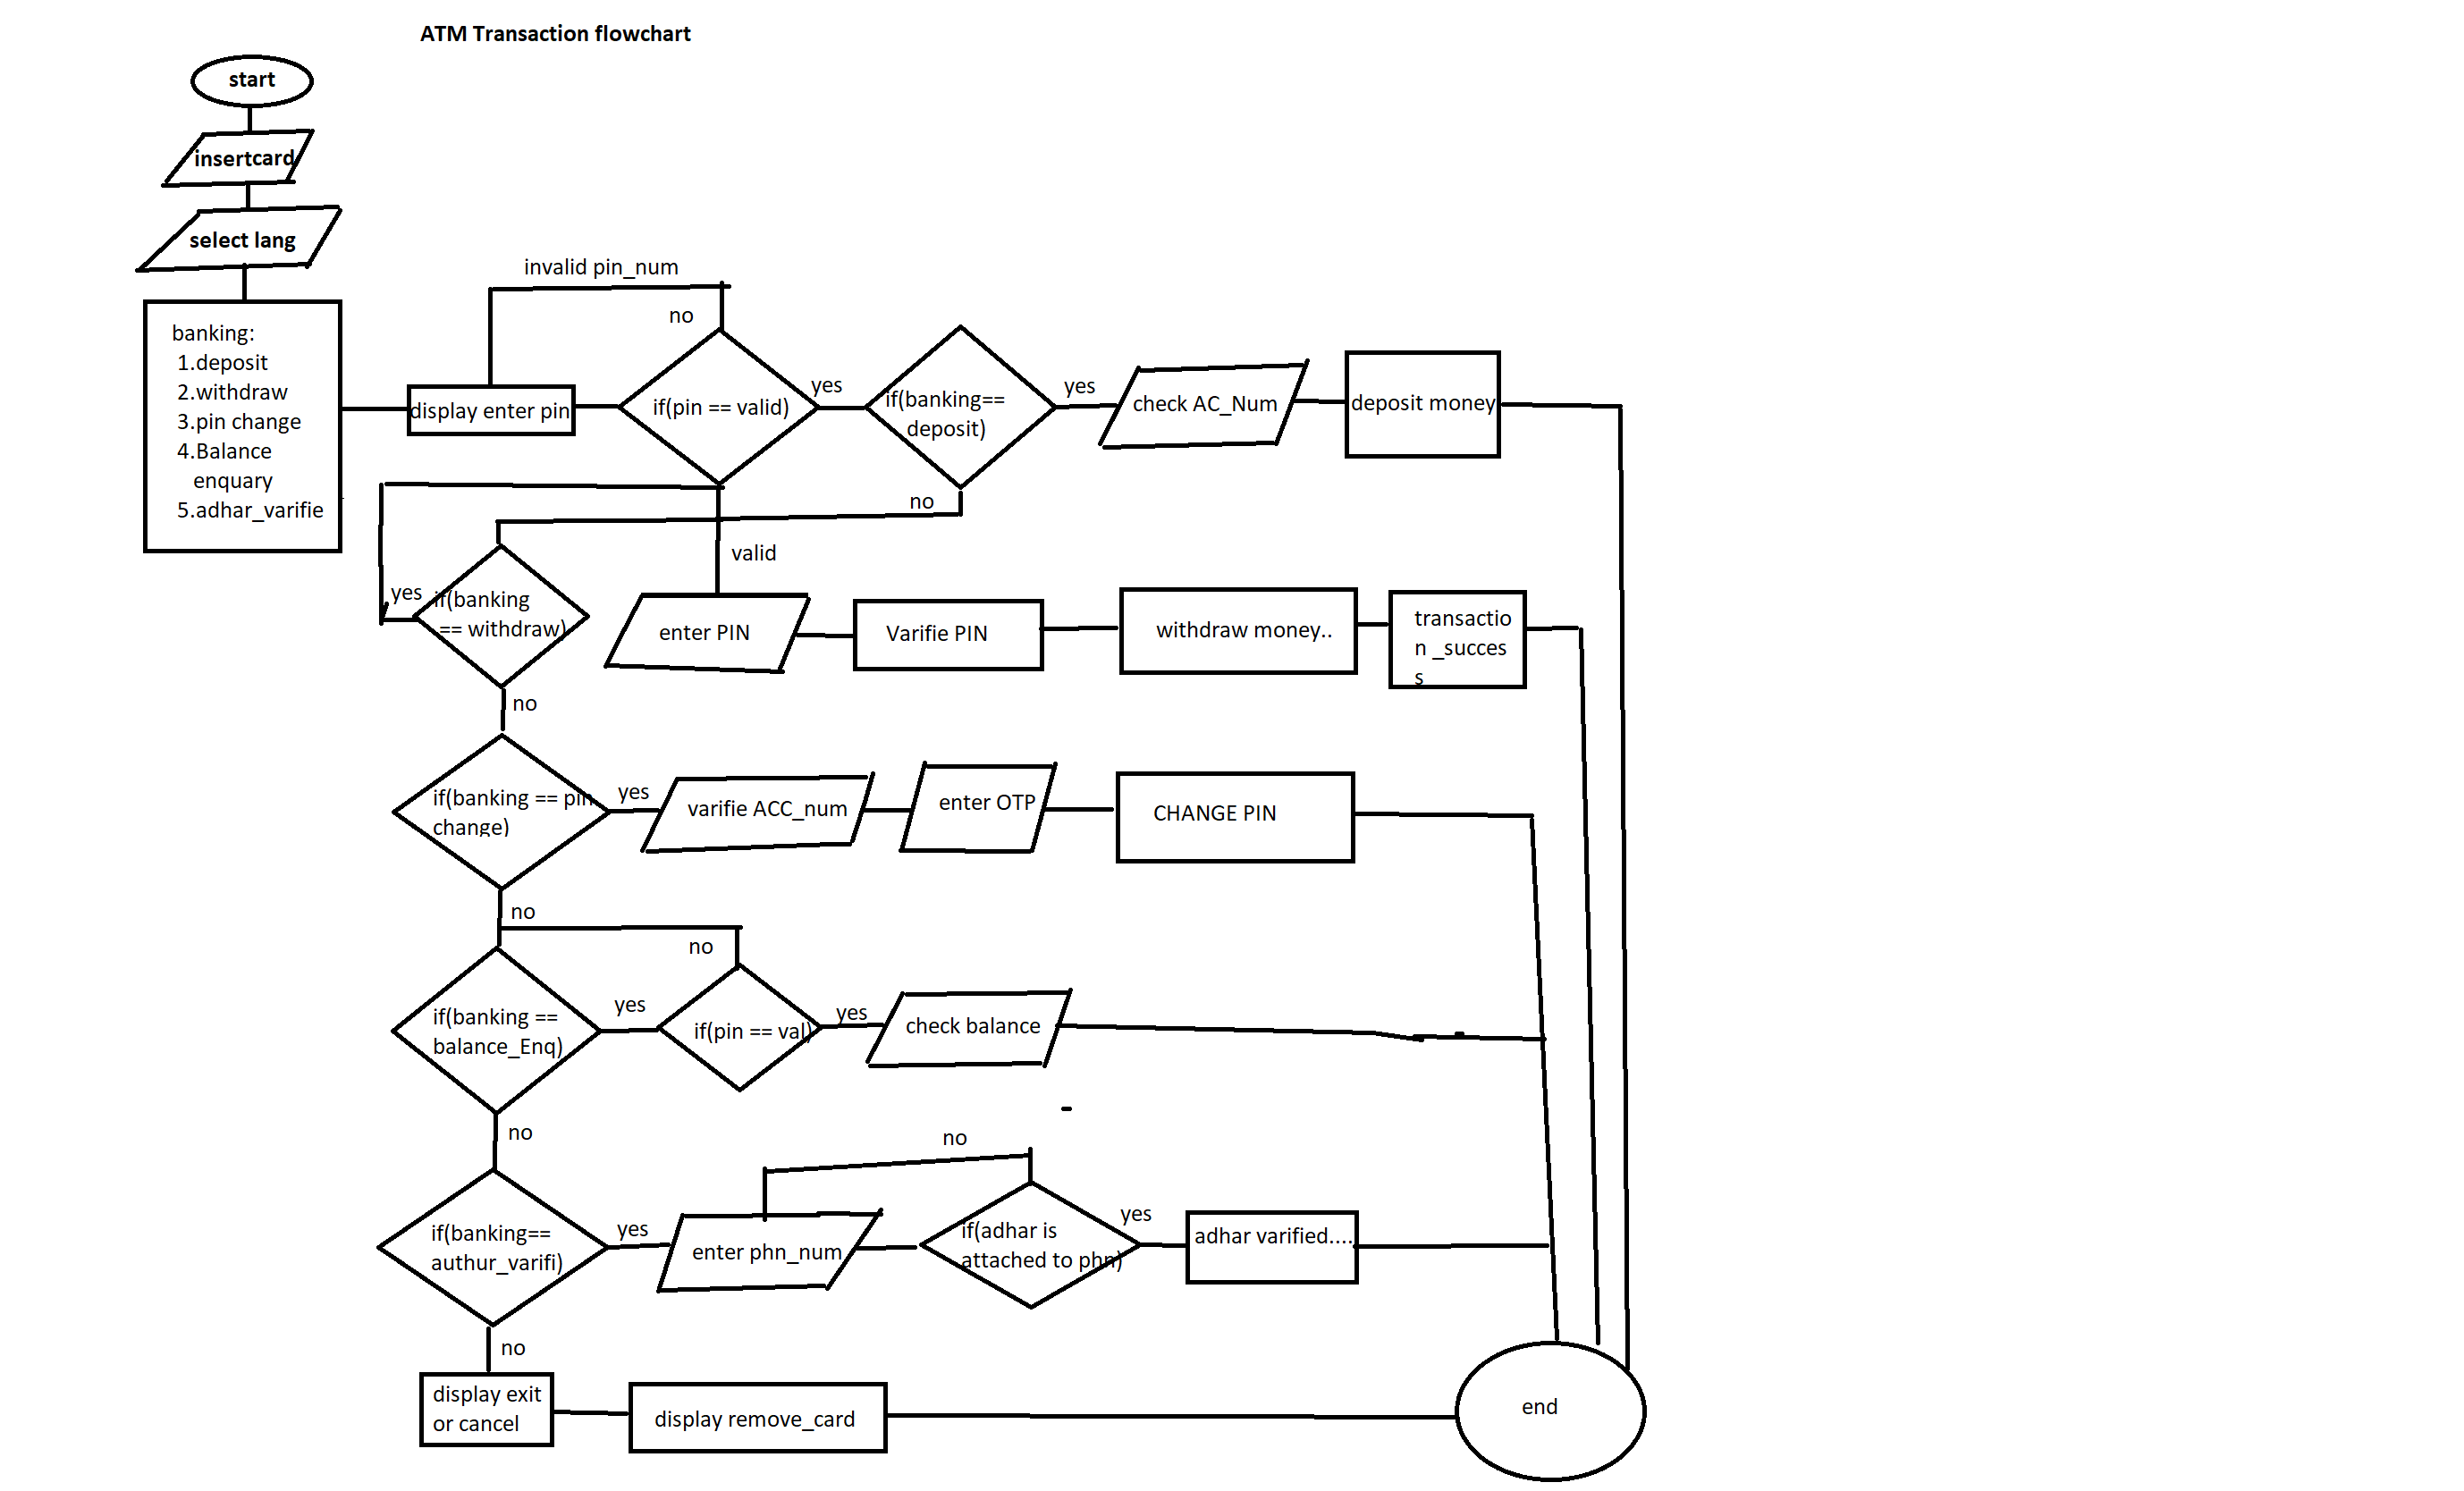 ATM Transaction flowchart
start
insertcard
select lang
banking:
1.deposit
2.withdraw
3.pin change
4.Balance
enquary
5.adhar_varifie
invalid pin_num
no
display enter pin
if(pin == valid)
yes
if(banking==
deposit)
yes
check AC_Num
deposit money
no
valid
yes
if(banking
== withdraw)
enter PIN
Varifie PIN
withdraw money..
transactio
n _succes
s
no
if(banking == pin
change)
yes
varifie ACC_num
enter OTP
CHANGE PIN
no
no
if(banking ==
balance_Enq)
yes
if(pin == val)
yes
check balance
no
no
if(banking==
authur_varifi)
yes
enter phn_num
if(adhar is
attached to phn)
yes
adhar varified....
no
display exit
or cancel
display remove_card
end